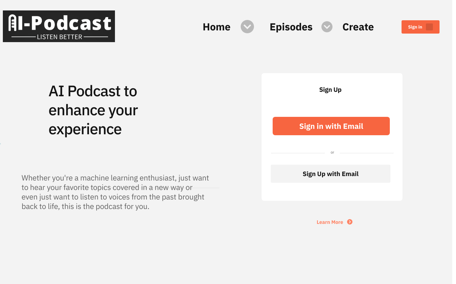 AI-Podcast
LISTEN BETTER
Home
Episodes
Create
Sign in
AI Podcast to
enhance your
experience
Sign Up
Sign in with Email
or
Sign Up with Email
Whether you're a machine learning enthusiast, just want
to hear your favorite topics covered in a new way or
even just want to listen to voices from the past brought
back to life, this is the podcast for you.
Learn More